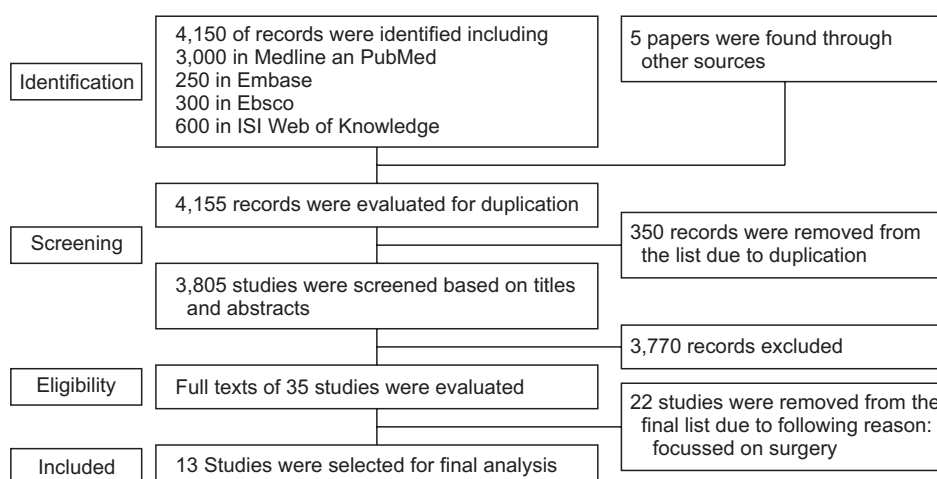 4,150 of records were identified including
3,000 in Medline an PubMed
250 in Embase
300 in Ebsco
600 in ISI Web of Knowledge
5 papers were found through
other sources
Identification
4,155 records were evaluated for duplication
Screening
350 records were removed from
the list due to duplication
3,805 studies were screened based on titles
and abstracts
3,770 records excluded
Eligibility
Full texts of 35 studies were evaluated
22 studies were removed from the
final list due to following reason:
focussed on surgery
Included
13 Studies were selected for final analysis